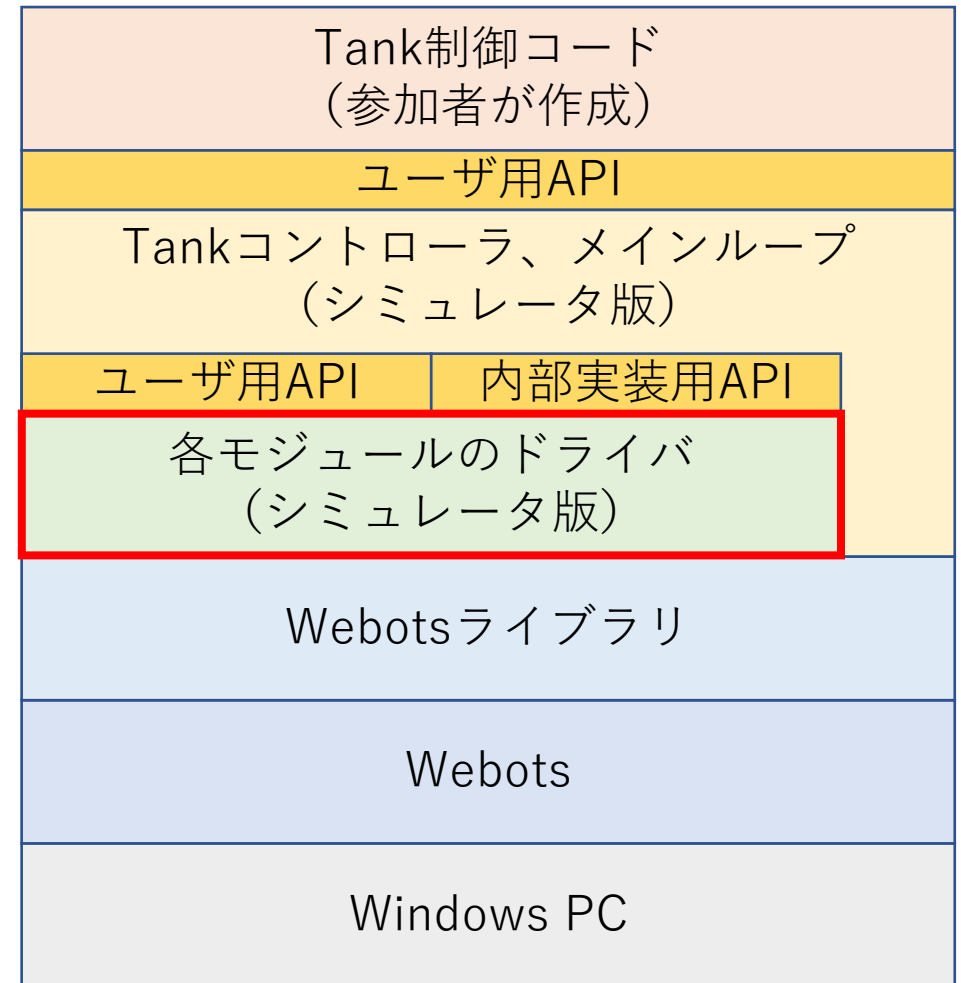 Tank制御コード
（参加者が作成）
ユーザ用API
Tankコントローラ、メインループ
（シミュレータ版）
ユーザ用API
内部実装用API
各モジュールのドライバ
（シミュレータ版）
Webotsライブラリ
Webots
Windows PC